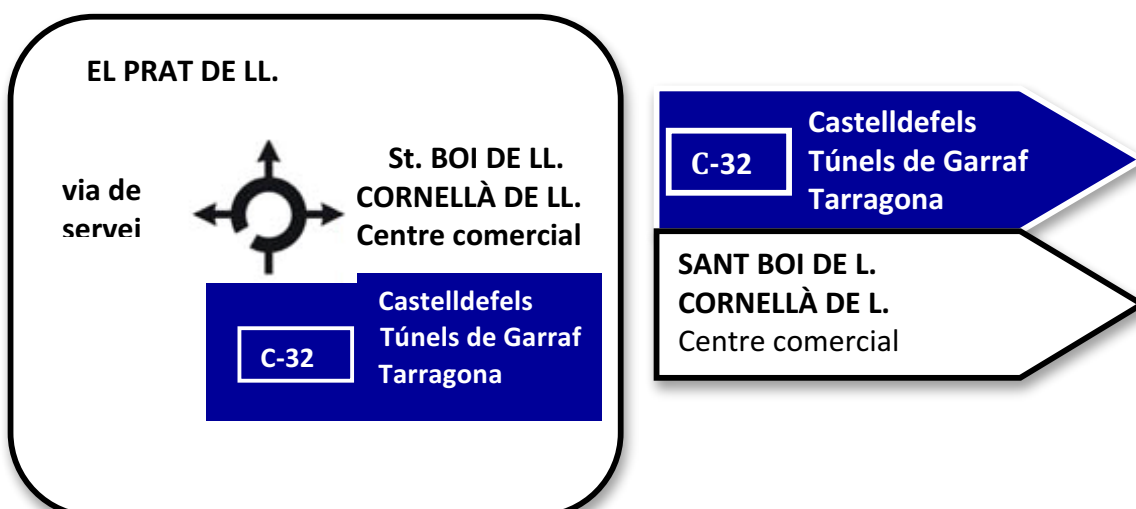 EL PRAT DE LL.
via de
servei
St. BOI DE LL.
CORNELLÀ DE LL.
Centre comercial
C-32
Castelldefels
Túnels de Garraf
Tarragona
C-32
Castelldefels
Túnels de Garraf
Tarragona
SANT BOI DE L.
CORNELLÀ DE L.
Centre comercial